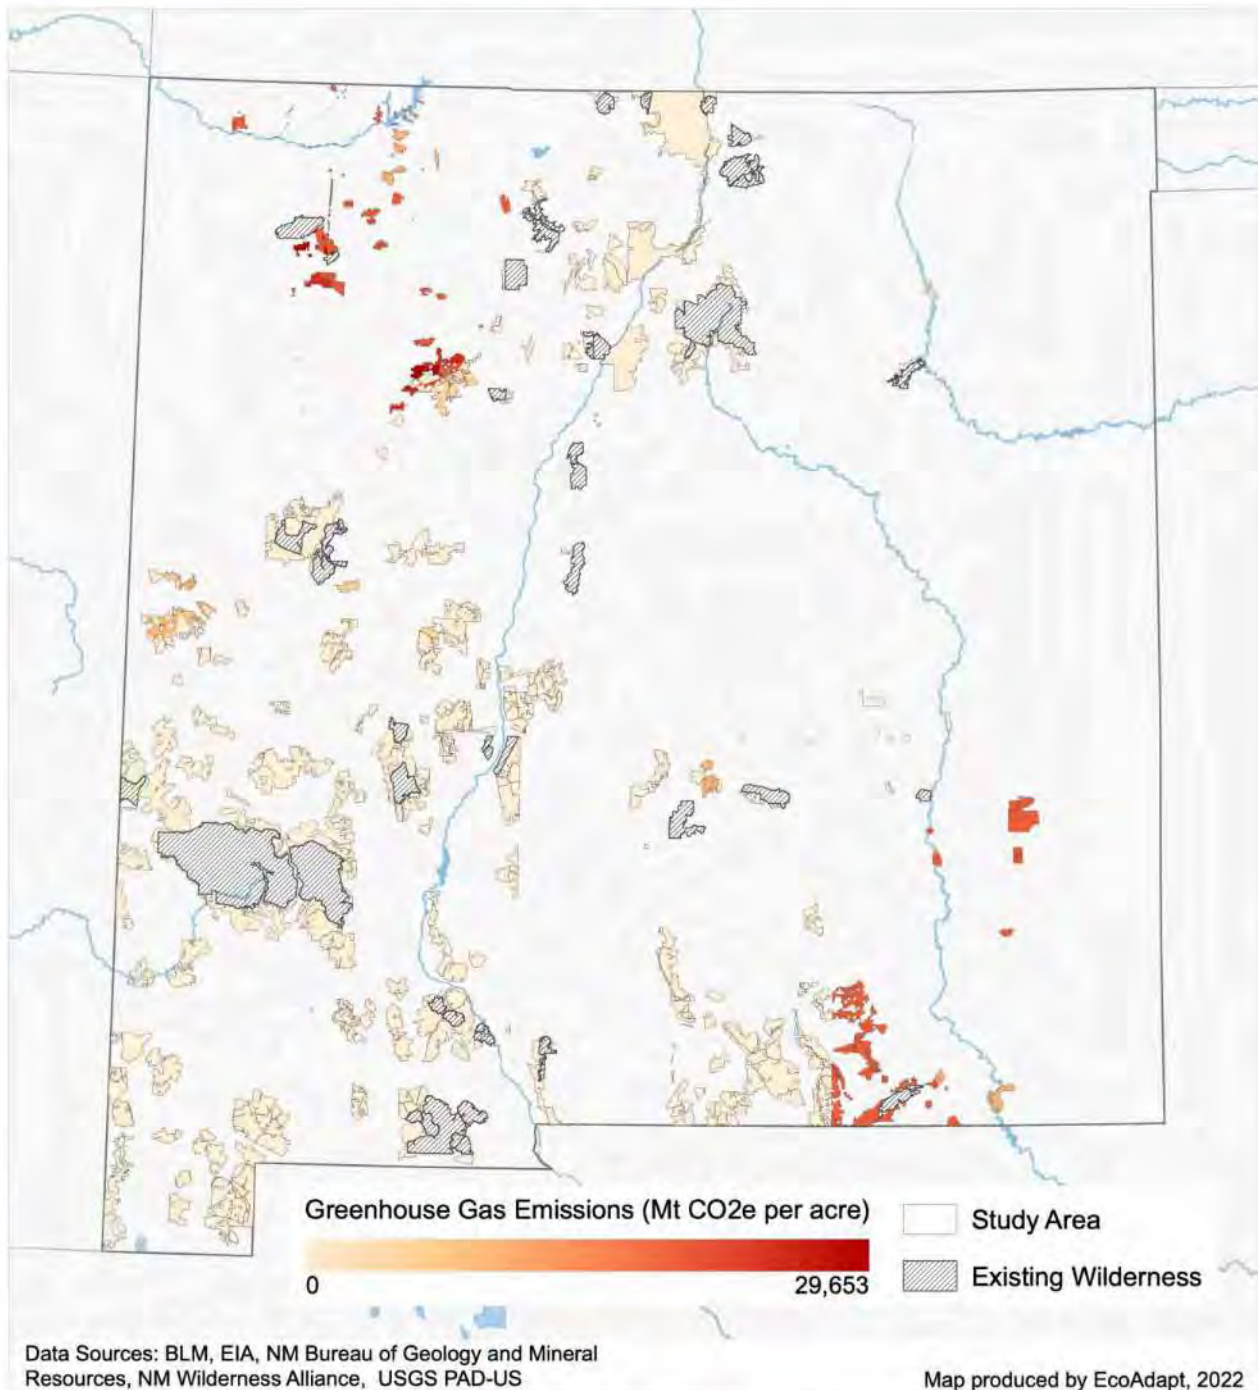 Greenhouse Gas Emissions (Mt CO2e per acre)
0
29,653
Study Area
Existing Wilderness
Data Sources: BLM, EIA, NM Bureau of Geology and Mineral
Resources, NM Wilderness Alliance, USGS PAD-US
Map produced by EcoAdapt, 2022